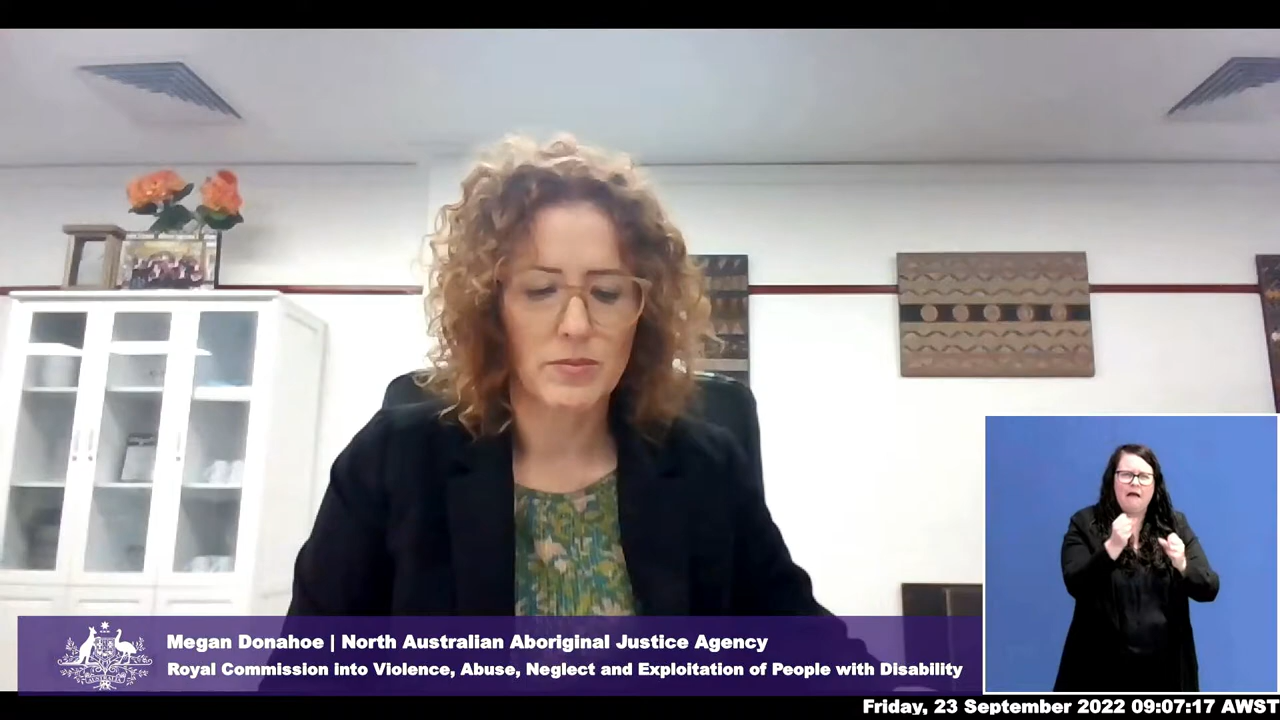 Megan Donahoe | North Australian Aboriginal Justice Agency
Royal Commission into Violence, Abuse, Neglect and Exploitation of People with Disability
Friday, 23 September 2022 09:07:17 AWST